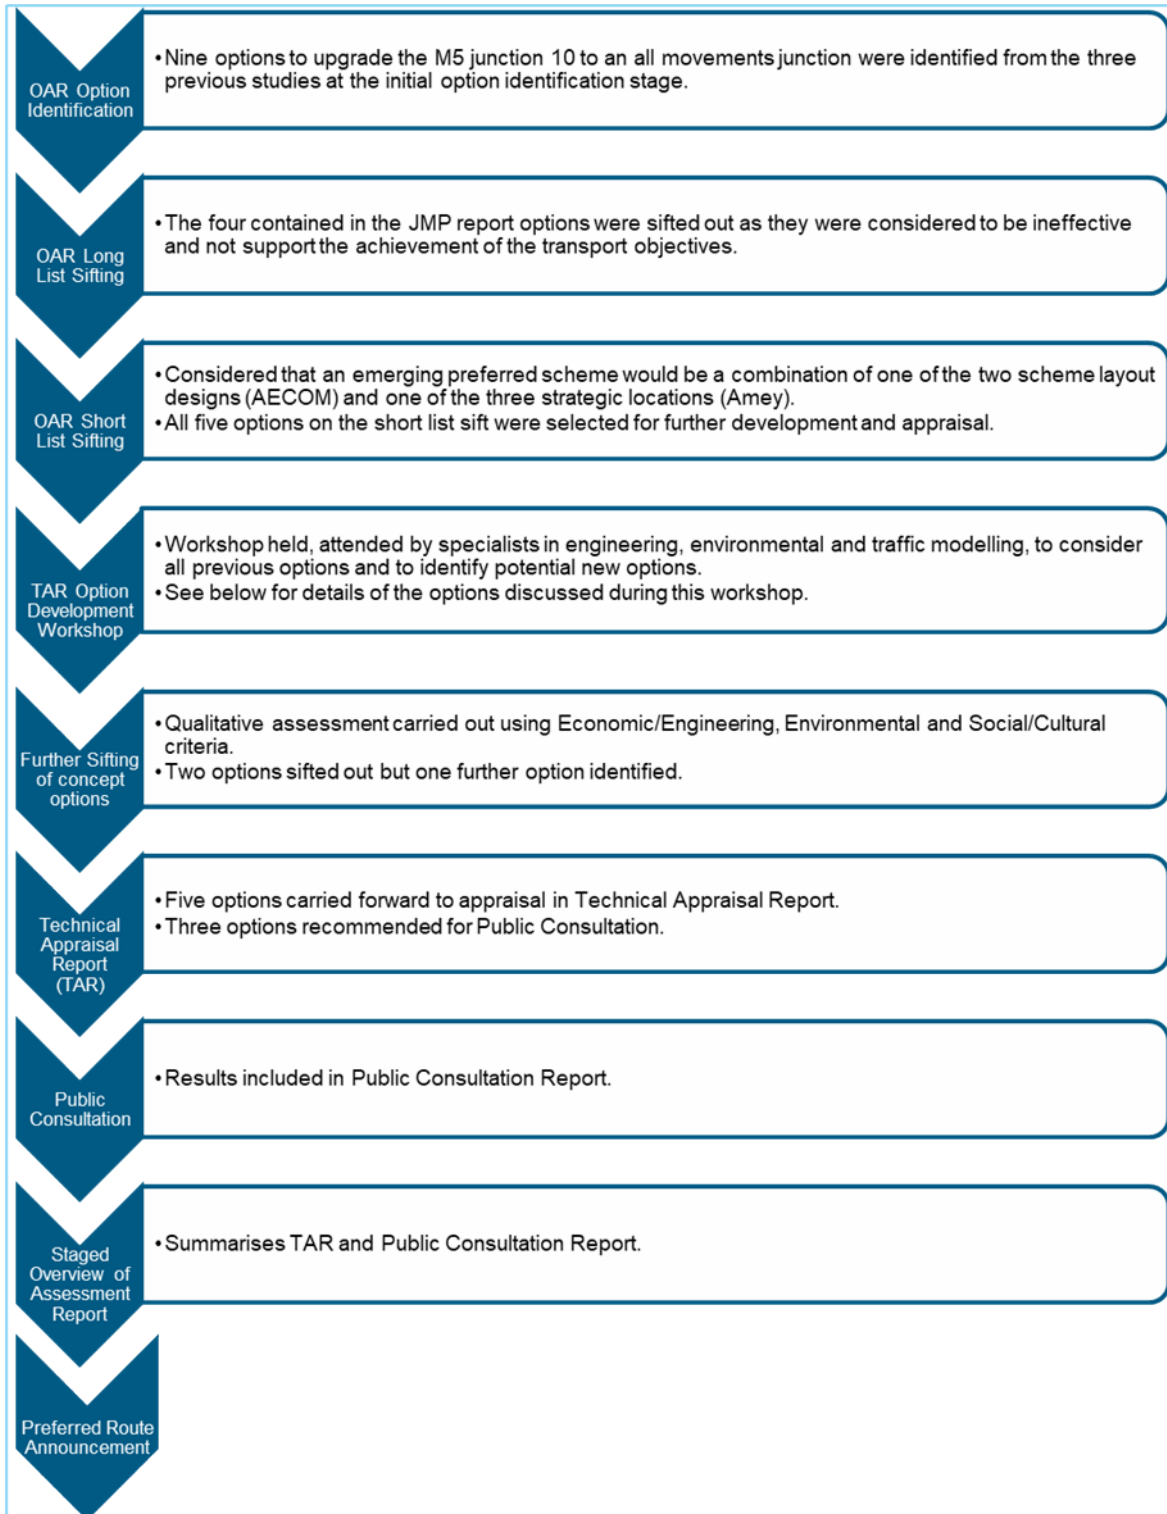 OAR Option
Identification
•Nine options to upgrade the M5 junction 10 to an all movements junction were identified from the three
previous studies at the initial option identification stage.
OAR Long
List Sifting
•The four contained in the JMP report options were sifted out as they were considered to be ineffective
and not support the achievement of the transport objectives.
OAR Short
List Sifting
•Considered that an emerging preferred scheme would be a combination of one of the two scheme layout
designs (AECOM) and one of the three strategic locations (Amey).
•All five options on the short list sift were selected for further development and appraisal.
TAR Option
Development
Workshop
•Workshop held, attended by specialists in engineering, environmental and traffic modelling, to consider
all previous options and to identify potential new options.
•See below for details of the options discussed during this workshop.
Further Sifting
of concept
options
•Qualitative assessment carried out using Economic/Engineering, Environmental and Social/Cultural
criteria.
•Two options sifted out but one further option identified.
Technical
Appraisal
Report
(TAR)
•Five options carried forward to appraisal in Technical Appraisal Report.
•Three options recommended for Public Consultation.
Public
Consultation
•Results included in Public Consultation Report.
Staged
Overview of
Assessment
Report
•Summarises TAR and Public Consultation Report.
Preferred Route
Announcement